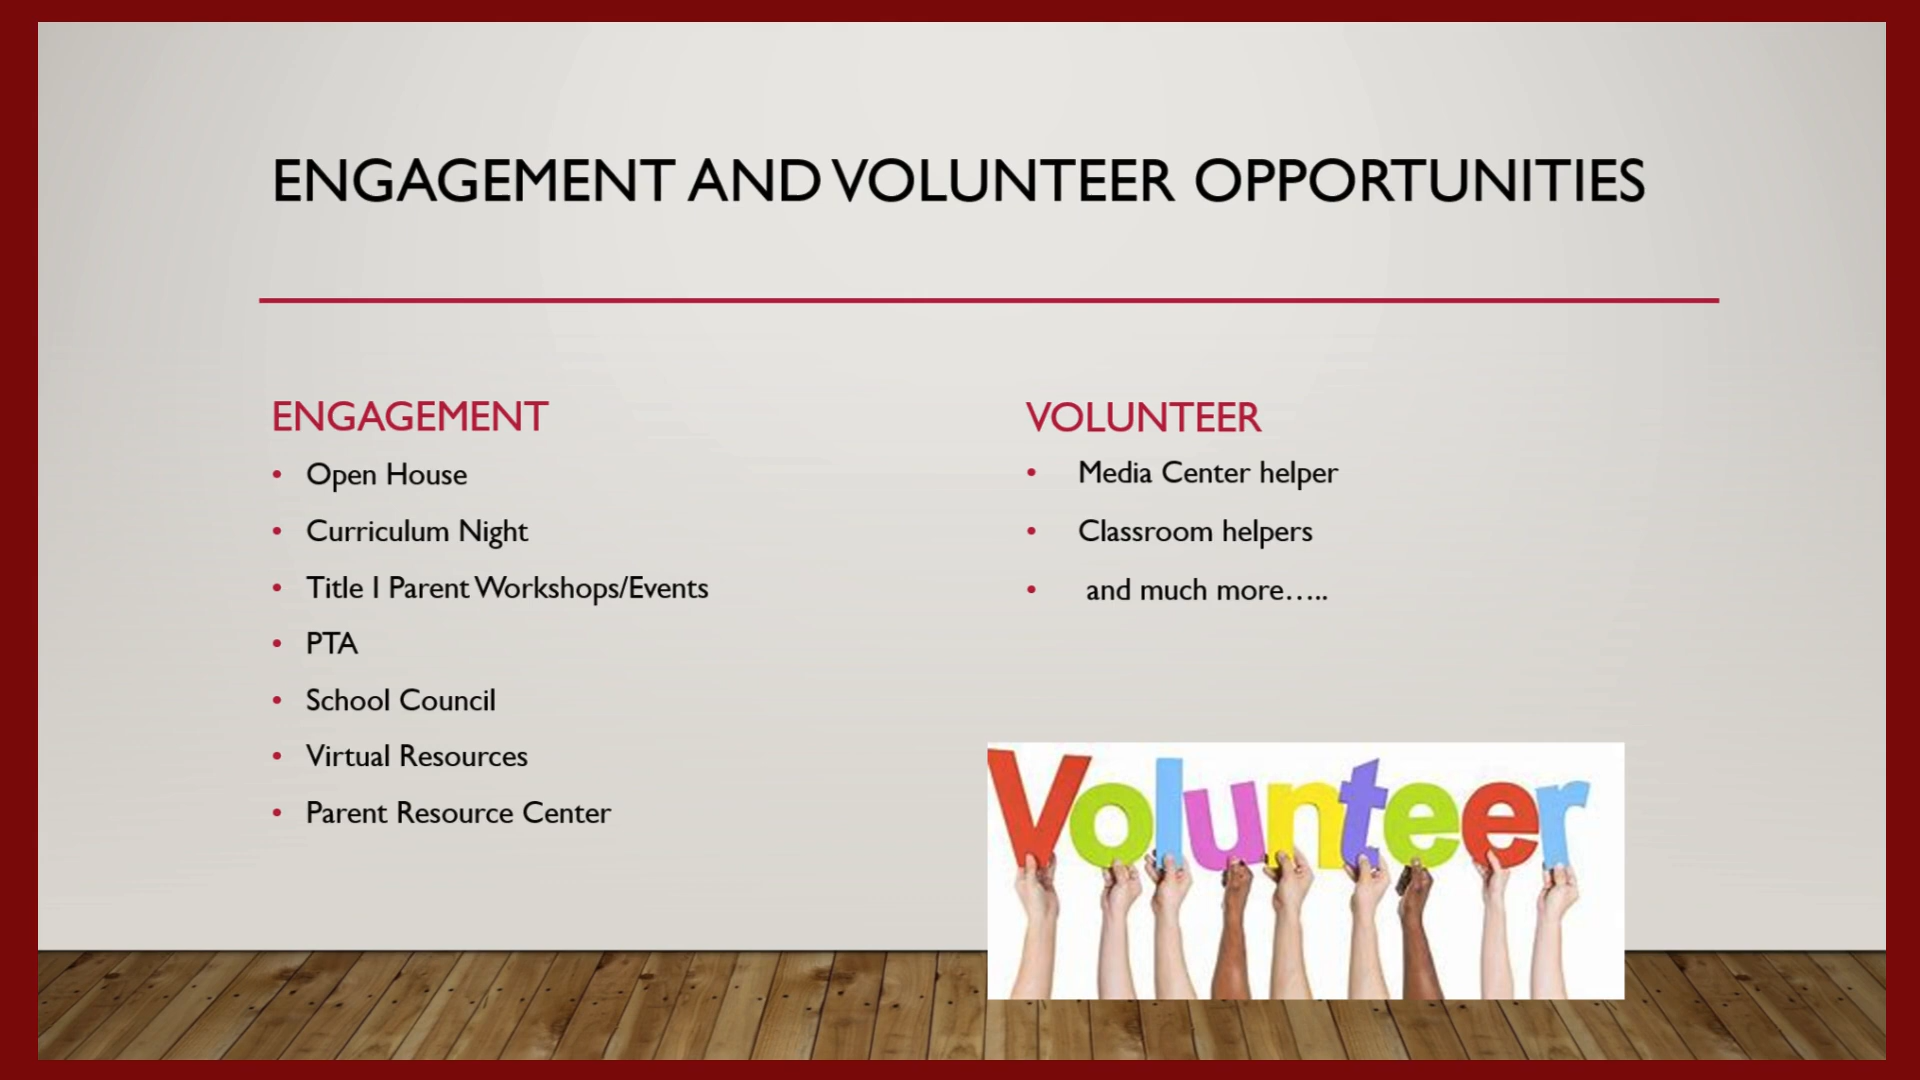 ENGAGEMENT AND VOLUNTEER OPPORTUNITIES
ENGAGEMENT
• Open House
• Curriculum Night
• Title I Parent Workshops/Events
• PTA
• School Council
• Virtual Resources
• Parent Resource Center
VOLUNTEER
• Media Center helper
• Classroom helpers
• and much more…..
Volunteer